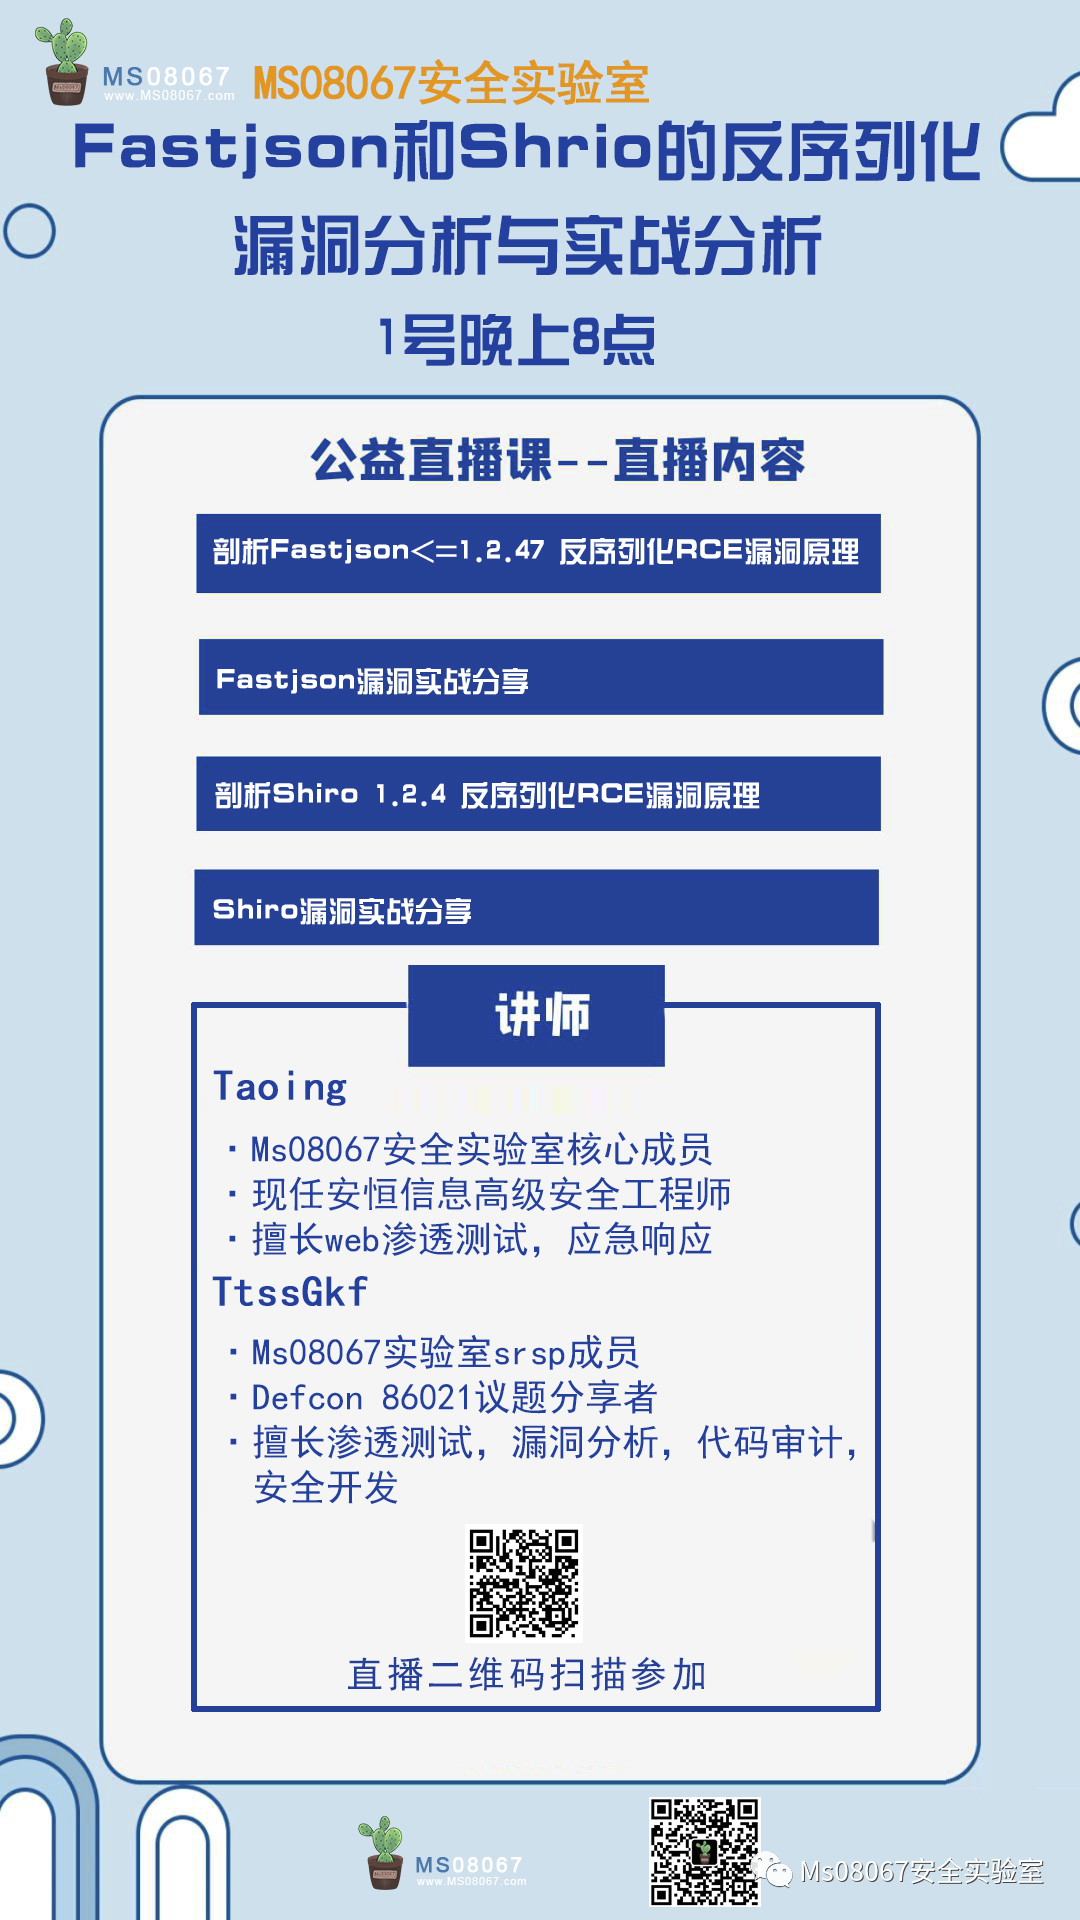 MS08067
www.MS08067.com
MS08067安全实验室
Fastjson和Shrio的反序列化
漏洞分析与实战分析
1号晚上8点
公益直播课--直播内容
剖析Fastjson<=1.2.47 反序列化RCE漏洞原理
Fastjson漏洞实战分享
剖析Shiro 1.2.4 反序列化RCE漏洞原理
Shiro漏洞实战分享
讲师
Taoing
·Ms08067安全实验室核心成员
·现任安恒信息高级安全工程师
·擅长web渗透测试，应急响应
TtssGkf
·Ms08067实验室srsp成员
·Defcon 86021议题分享者
·擅长渗透测试，漏洞分析，代码审计，
安全开发
直播二维码扫描参加
MS08067
www.MS08067.com
Ms08067安全实验室